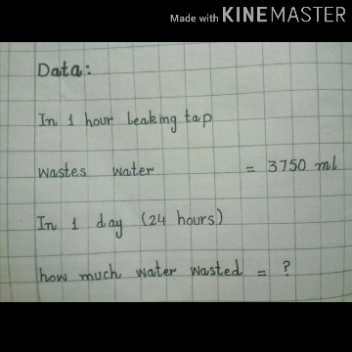 Made with KINEMASTER
Data:
In 1 hour leaking tap
wastes water = 3750 ml
In 1 day (24 hours)
how much water wasted = ?